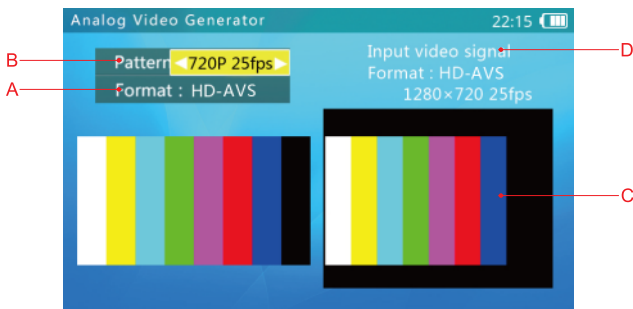 Analog Video Generator 22:15
B Pattern 720P 25fps
A Format : HD-AVS
Input video signal D
Format : HD-AVS
1280×720 25fps
C